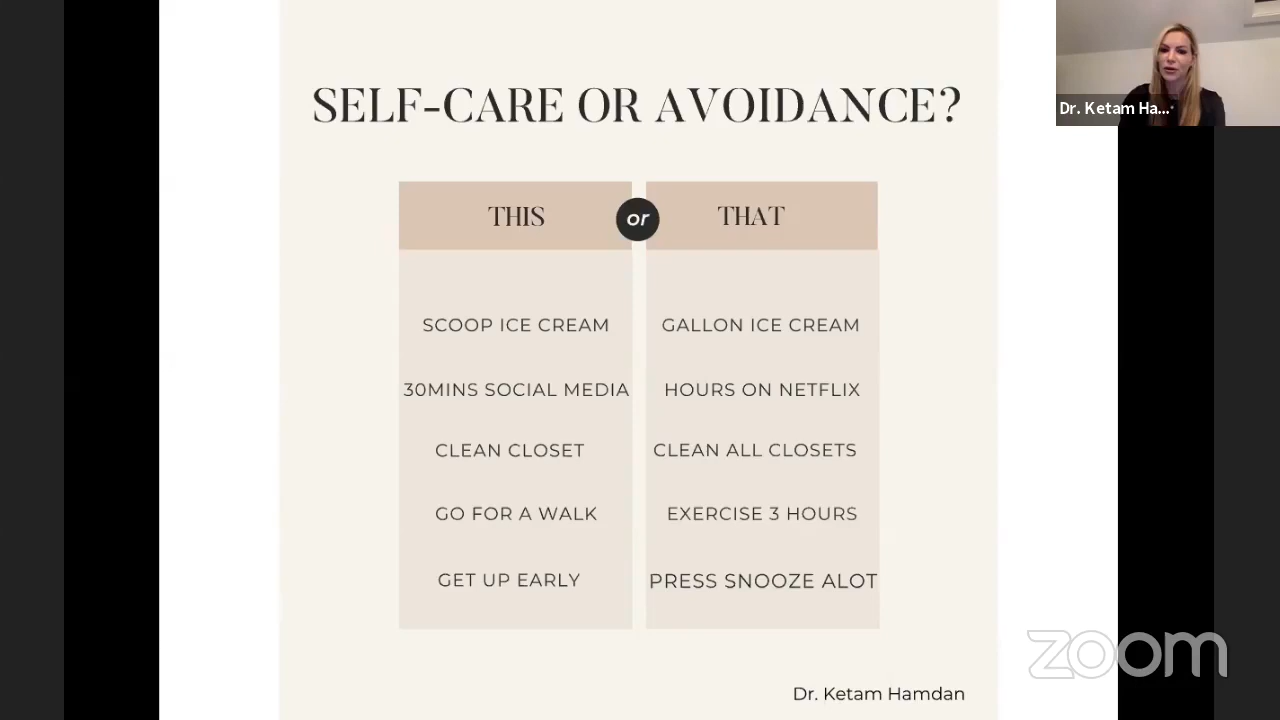 SELF-CARE OR AVOIDANCE?
THIS or THAT
SCOOP ICE CREAM GALLON ICE CREAM
30MINS SOCIAL MEDIA HOURS ON NETFLIX
CLEAN CLOSET CLEAN ALL CLOSETS
GO FOR A WALK EXERCISE 3 HOURS
GET UP EARLY PRESS SNOOZE ALOT
Dr. Ketam Hamdan
Dr. Ketam Ha...
zoom